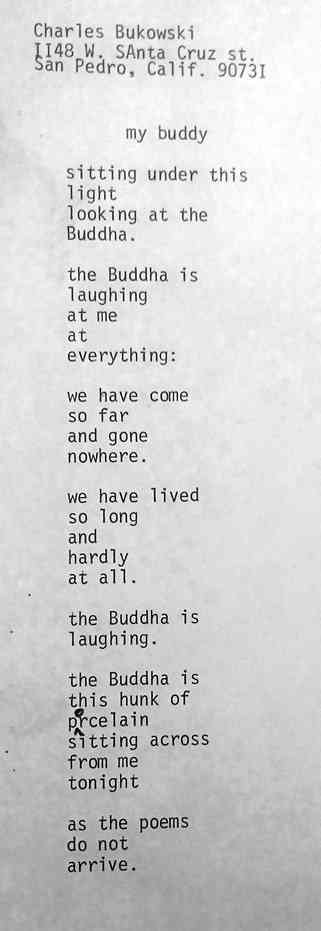 Charles Bukowski
II48 W. SAnta Cruz st.
San Pedro, Calif. 9073I
my buddy
sitting under this
light
looking at the
Buddha.
the Buddha is
laughing
at me
at
everything:
we have come
so far
and gone
nowhere.
we have lived
so long
and
hardly
at all.
the Buddha is
laughing.
the Buddha is
this hunk of
porcelain
sitting across
from me
tonight
as the poems
do not
arrive.